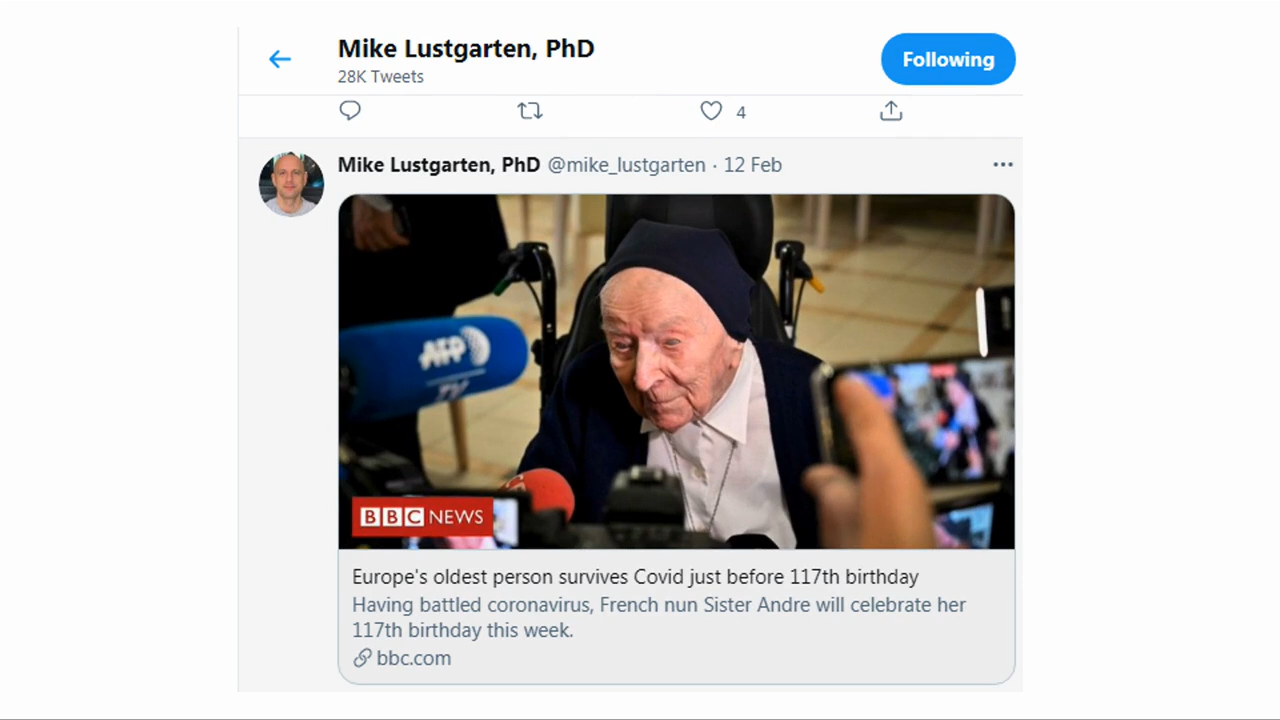 Mike Lustgarten, PhD
28K Tweets
Following
4
Mike Lustgarten, PhD @mike_lustgarten · 12 Feb
AFP
TV
BBC NEWS
Europe's oldest person survives Covid just before 117th birthday
Having battled coronavirus, French nun Sister Andre will celebrate her
117th birthday this week.
bbc.com